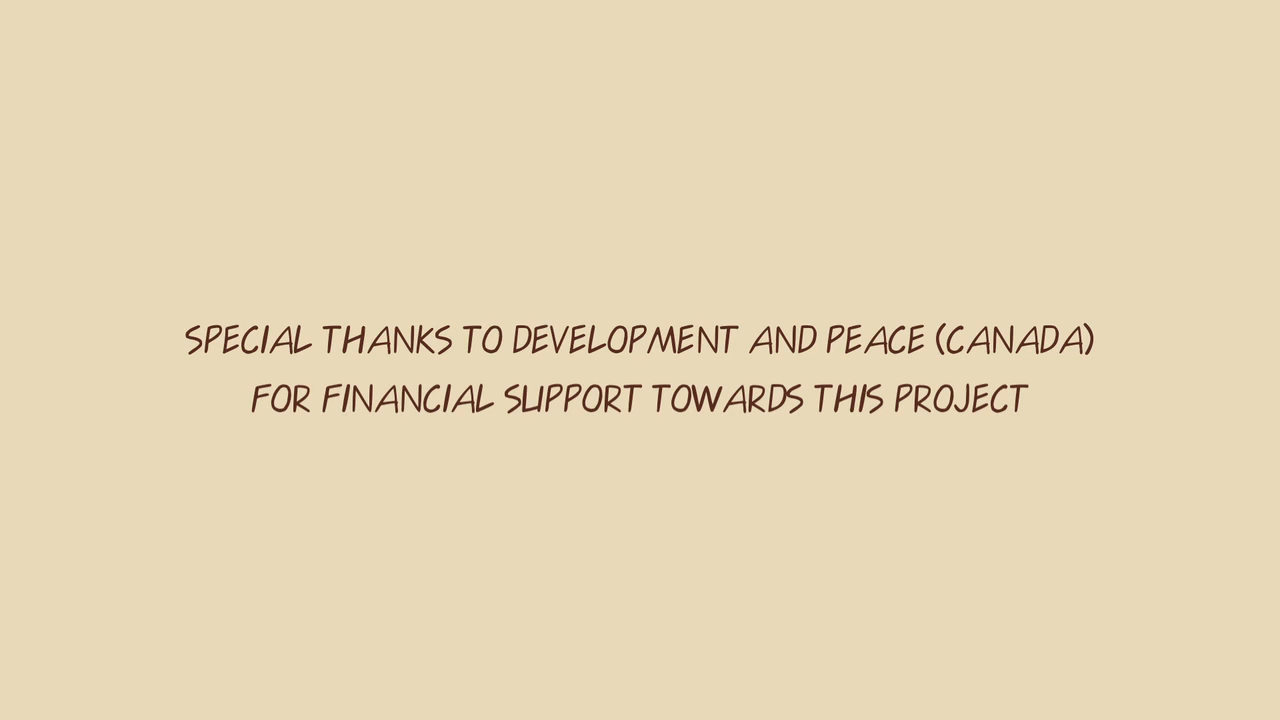 SPECIAL THANKS TO DEVELOPMENT AND PEACE (CANADA)
FOR FINANCIAL SUPPORT TOWARDS THIS PROJECT